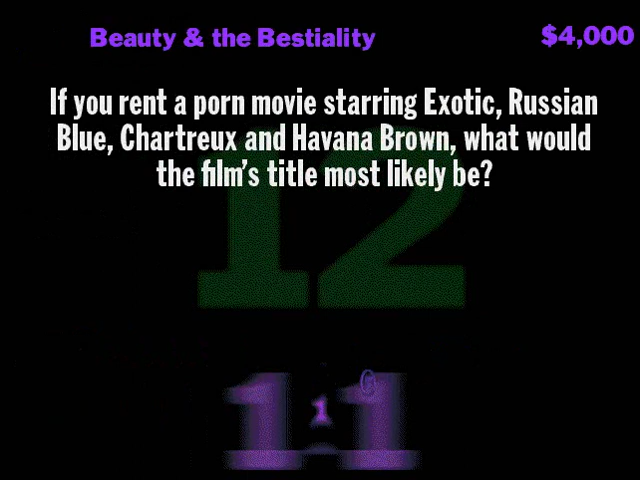 Beauty & the Bestiality
$4,000
If you rent a porn movie starring Exotic, Russian
Blue, Chartreux and Havana Brown, what would
the film's title most likely be?
12
11
1